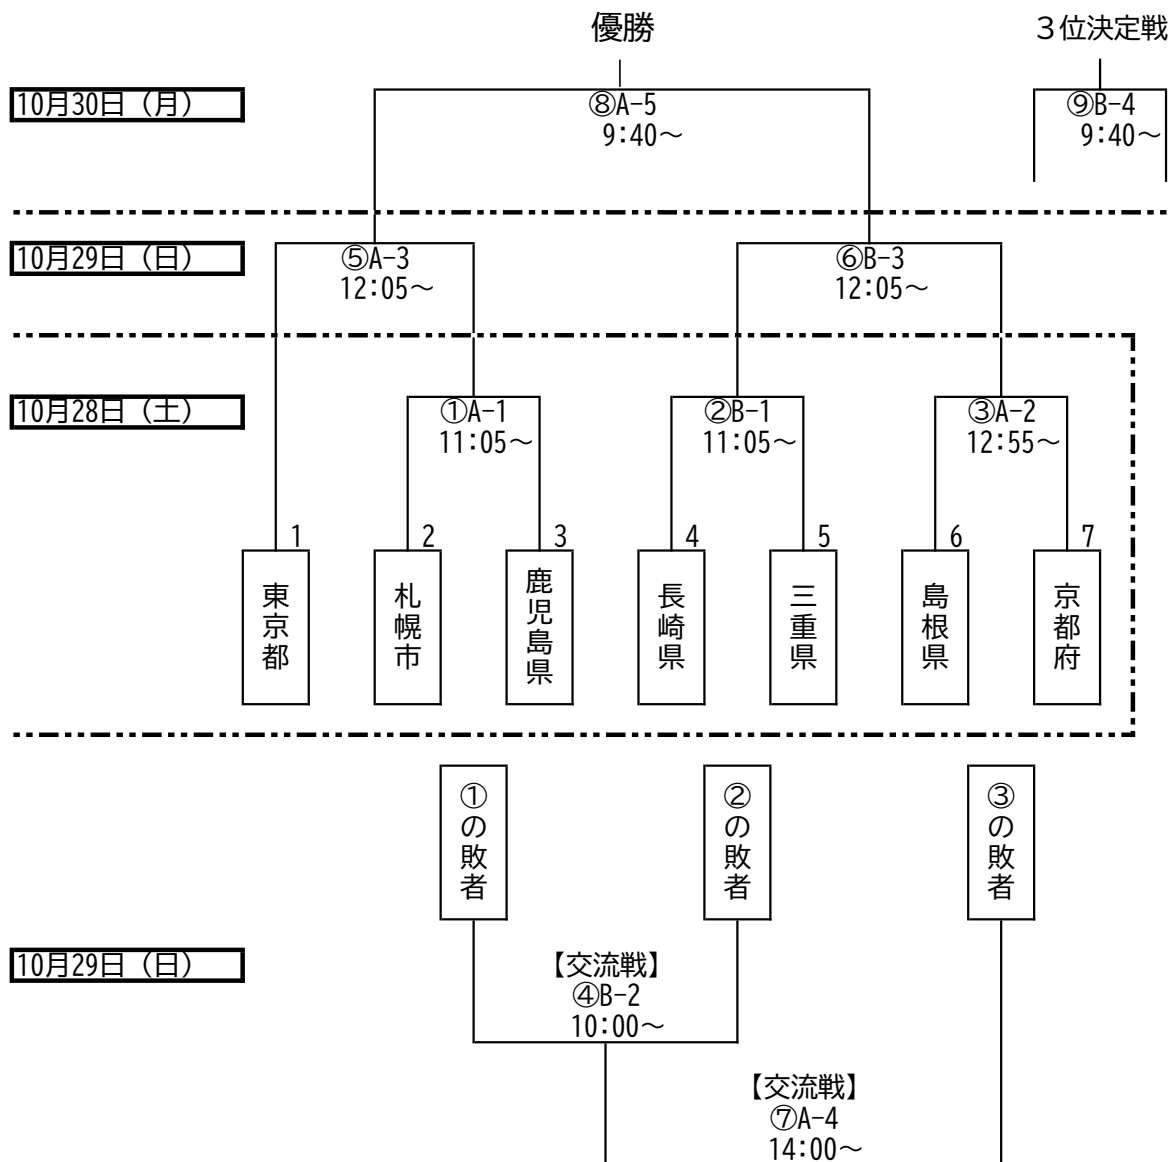 優勝
3位決定戦
10月30日（月）
⑧A-5
9:40～
⑨B-4
9:40～
10月29日（日）
⑤A-3
12:05～
⑥B-3
12:05～
10月28日（土）
①A-1
11:05～
②B-1
11:05～
③A-2
12:55～
1
2
3
4
5
6
7
東京都
札幌市
鹿児島県
長崎県
三重県
島根県
京都府
①の敗者
②の敗者
③の敗者
10月29日（日）
【交流戦】
④B-2
10:00～
【交流戦】
⑦A-4
14:00～